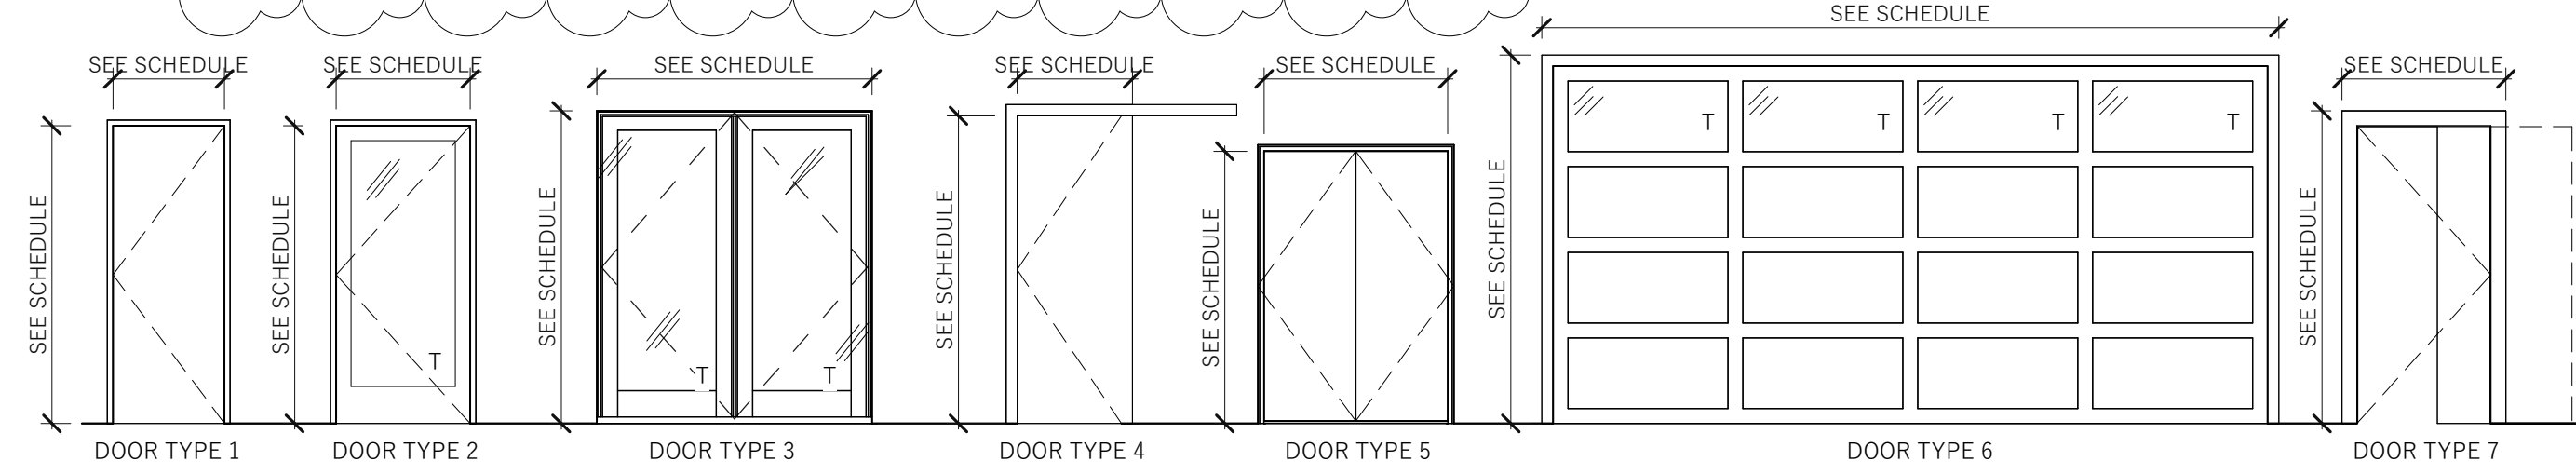 SEE SCHEDULE
SEE SCHEDULE
SEE SCHEDULE
SEE SCHEDULE
SEE SCHEDULE
SEE SCHEDULE
SEE SCHEDULE
SEE SCHEDULE
SEE SCHEDULE
SEE SCHEDULE
SEE SCHEDULE
SEE SCHEDULE
SEE SCHEDULE
SEE SCHEDULE
T
T
T
T
T
T
T
DOOR TYPE 1
DOOR TYPE 2
DOOR TYPE 3
DOOR TYPE 4
DOOR TYPE 5
DOOR TYPE 6
DOOR TYPE 7